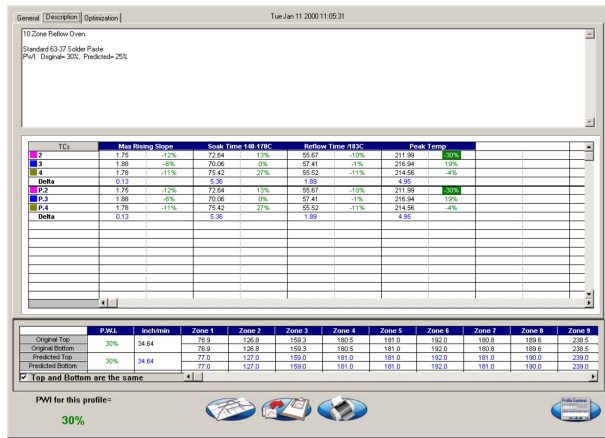 General Description Optimization Tue Jan 11 2000 11:05:31
10.Zone Reflow Oven.
Standard 63-37 Solder Paste
PWI: Original= 30%, Predicted= 25%
TCs Max Rising Slope Soak Time 140-170C Reflow Time /183C Peak Temp
2 1.75 -12% 72.64 13% 55.67 -10% 211.99 -30%
3 1.88 -6% 70.06 0% 57.41 -1% 216.94 19%
4 1.78 -11% 75.42 27% 55.52 -11% 214.56 -4%
Delta 0.13 5.36 1.89 4.95
P.2 1.75 -12% 72.64 13% 55.67 -10% 211.99 -30%
P.3 1.88 -6% 70.06 0% 57.41 -1% 216.94 19%
P.4 1.78 -11% 75.42 27% 55.52 -11% 214.56 -4%
Delta 0.13 5.36 1.89 4.95
P.W.I. inch/min Zone 1 Zone 2 Zone 3 Zone 4 Zone 5 Zone 6 Zone 7 Zone 8 Zone 9
Original Top 30% 34.64 76.9 126.8 159.3 180.5 181.0 192.0 180.8 189.6 238.5
Original Bottom 76.9 126.8 159.3 180.5 181.0 192.0 180.8 189.6 238.5
Predicted Top 30% 34.64 77.0 127.0 159.0 181.0 181.0 192.0 181.0 190.0 239.0
Predicted Bottom 77.0 127.0 159.0 181.0 181.0 192.0 181.0 190.0 239.0
Top and Bottom are the same
PWI for this profile=
30%
Profile Explorer